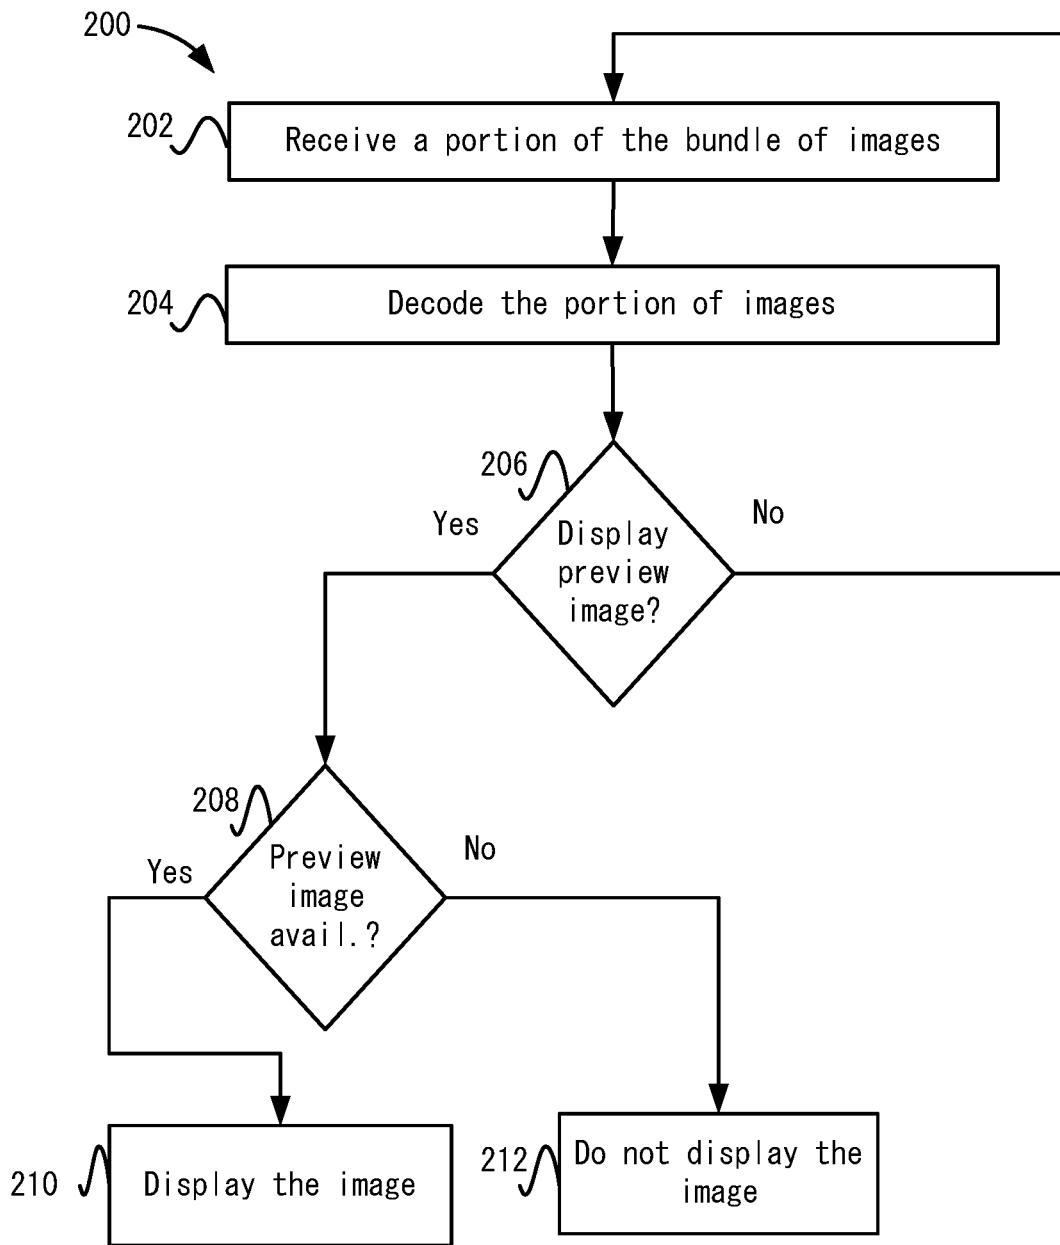 200
202
Receive a portion of the bundle of images
204
Decode the portion of images
206
Yes
No
Display
preview
image?
208
Yes
No
Preview
image
avail.?
210
Display the image
212
Do not display the
image